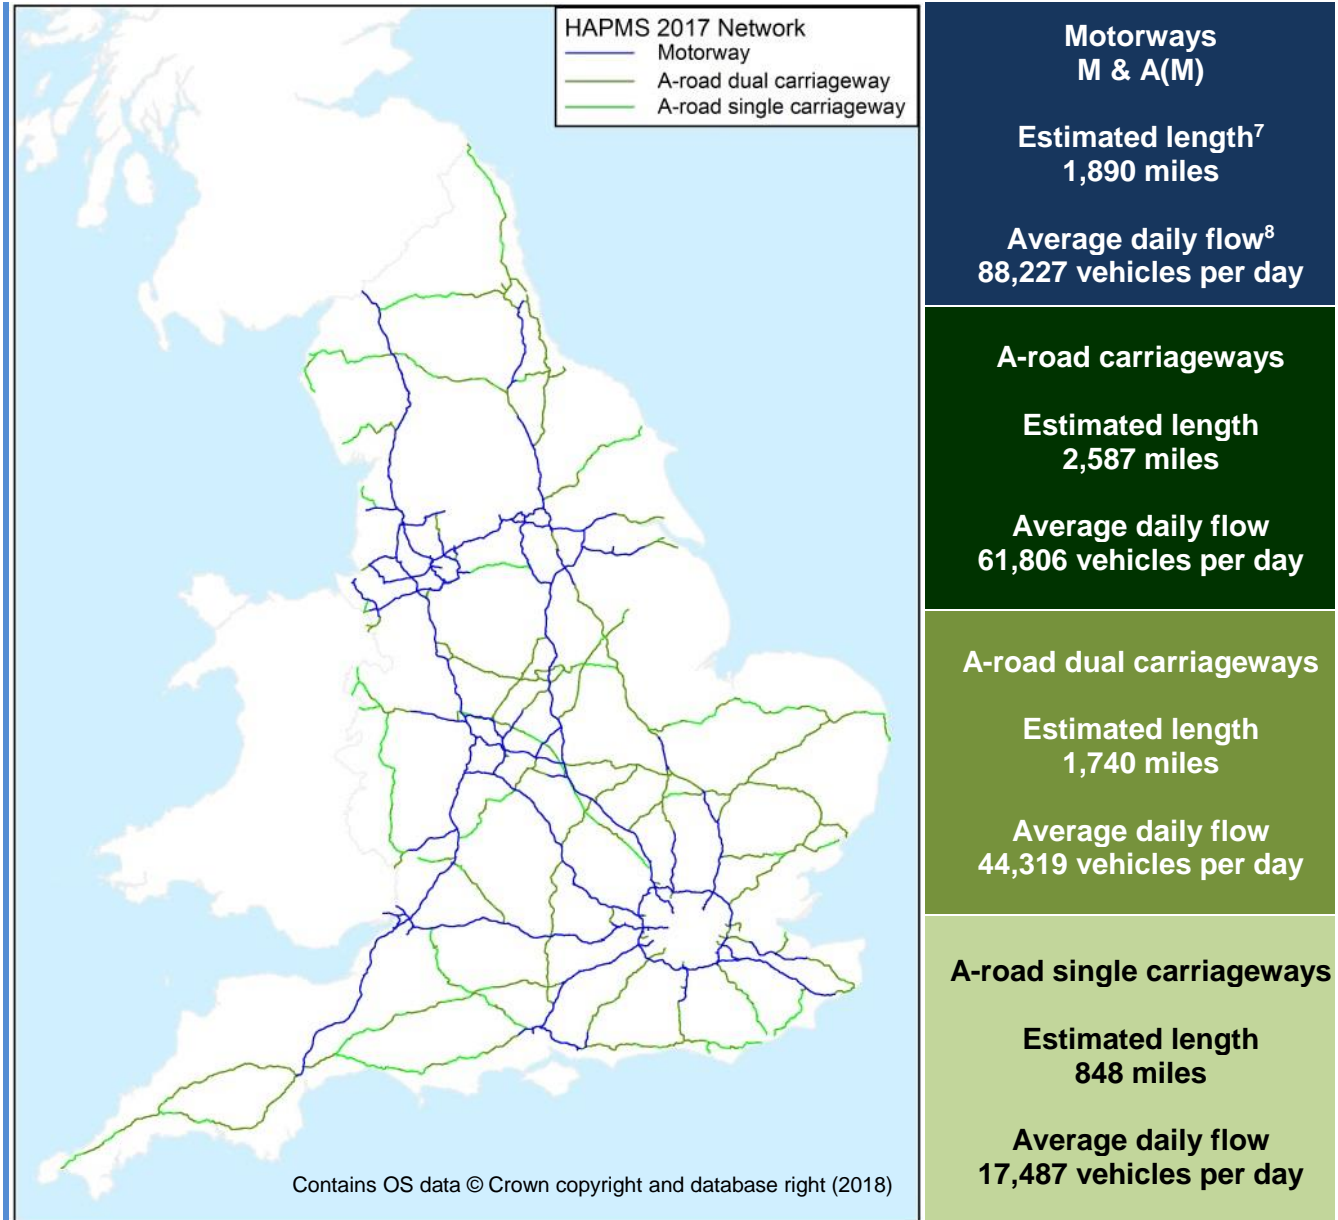 HAPMS 2017 Network
Motorway
A-road dual carriageway
A-road single carriageway
Contains OS data © Crown copyright and database right (2018)
Motorways
M & A(M)
Estimated length⁷
1,890 miles
Average daily flow⁸
88,227 vehicles per day
A-road carriageways
Estimated length
2,587 miles
Average daily flow
61,806 vehicles per day
A-road dual carriageways
Estimated length
1,740 miles
Average daily flow
44,319 vehicles per day
A-road single carriageways
Estimated length
848 miles
Average daily flow
17,487 vehicles per day